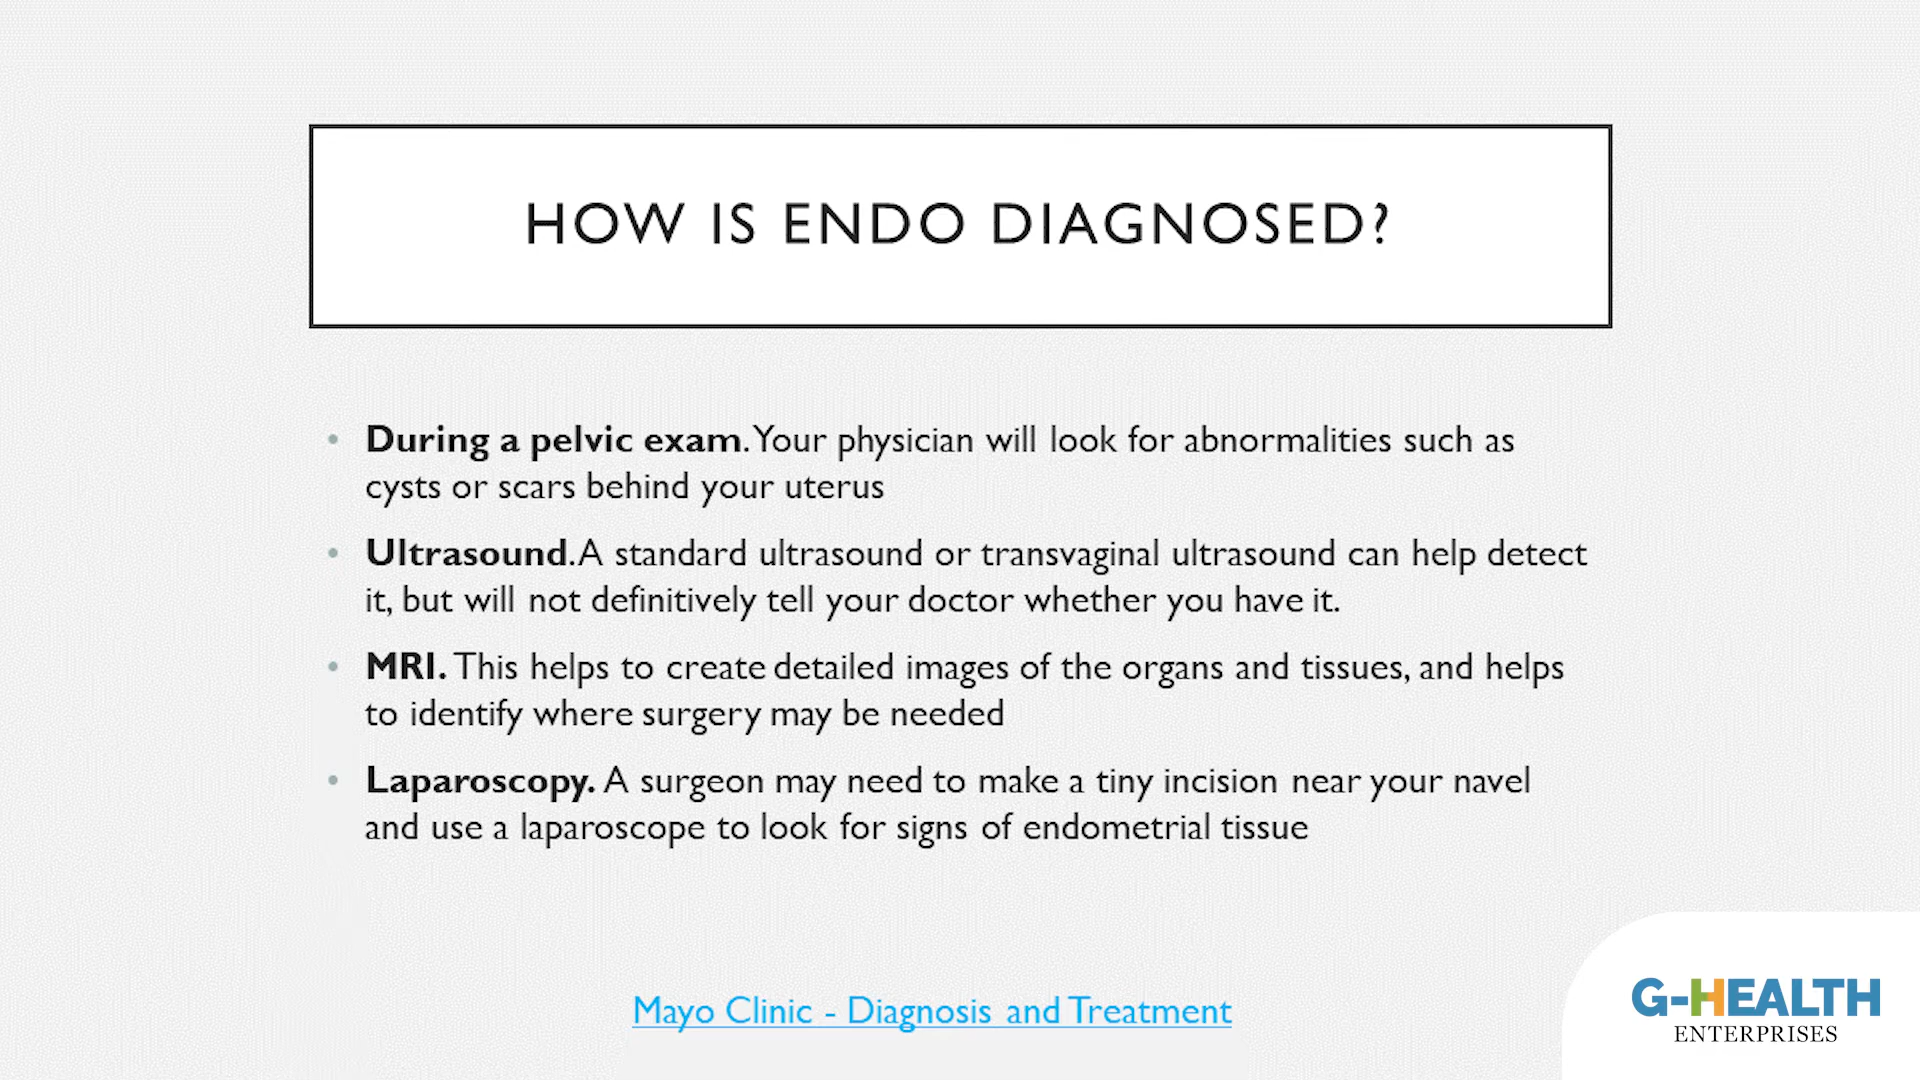 HOW IS ENDO DIAGNOSED?
• During a pelvic exam. Your physician will look for abnormalities such as
cysts or scars behind your uterus
• Ultrasound. A standard ultrasound or transvaginal ultrasound can help detect
it, but will not definitively tell your doctor whether you have it.
• MRI. This helps to create detailed images of the organs and tissues, and helps
to identify where surgery may be needed
• Laparoscopy. A surgeon may need to make a tiny incision near your navel
and use a laparoscope to look for signs of endometrial tissue
Mayo Clinic - Diagnosis and Treatment
G-HEALTH
ENTERPRISES